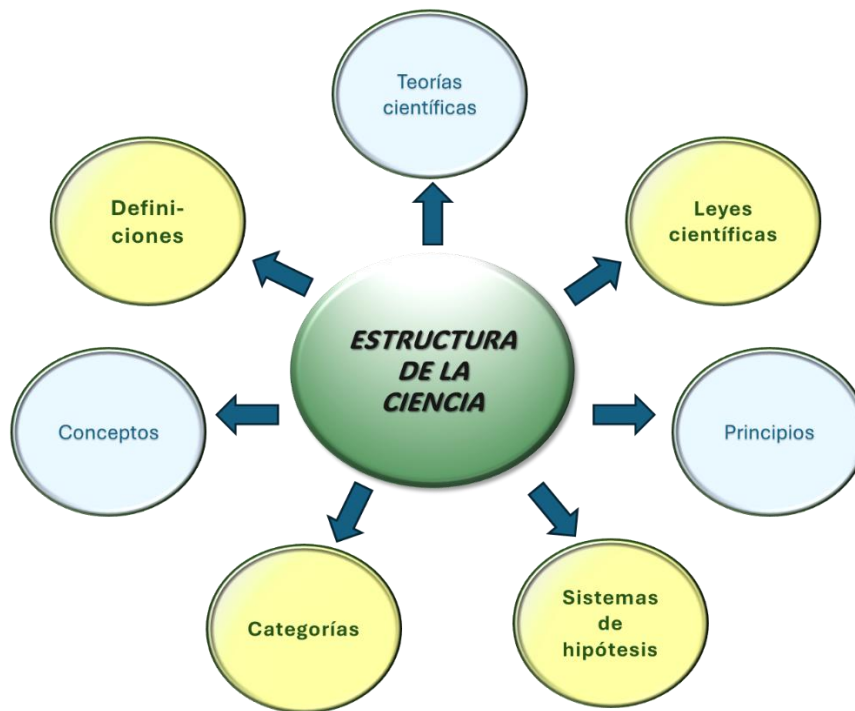 Teorías
científicas
Defini-
ciones
Leyes
científicas
ESTRUCTURA
DE LA
CIENCIA
Conceptos
Principios
Categorías
Sistemas
de
hipótesis